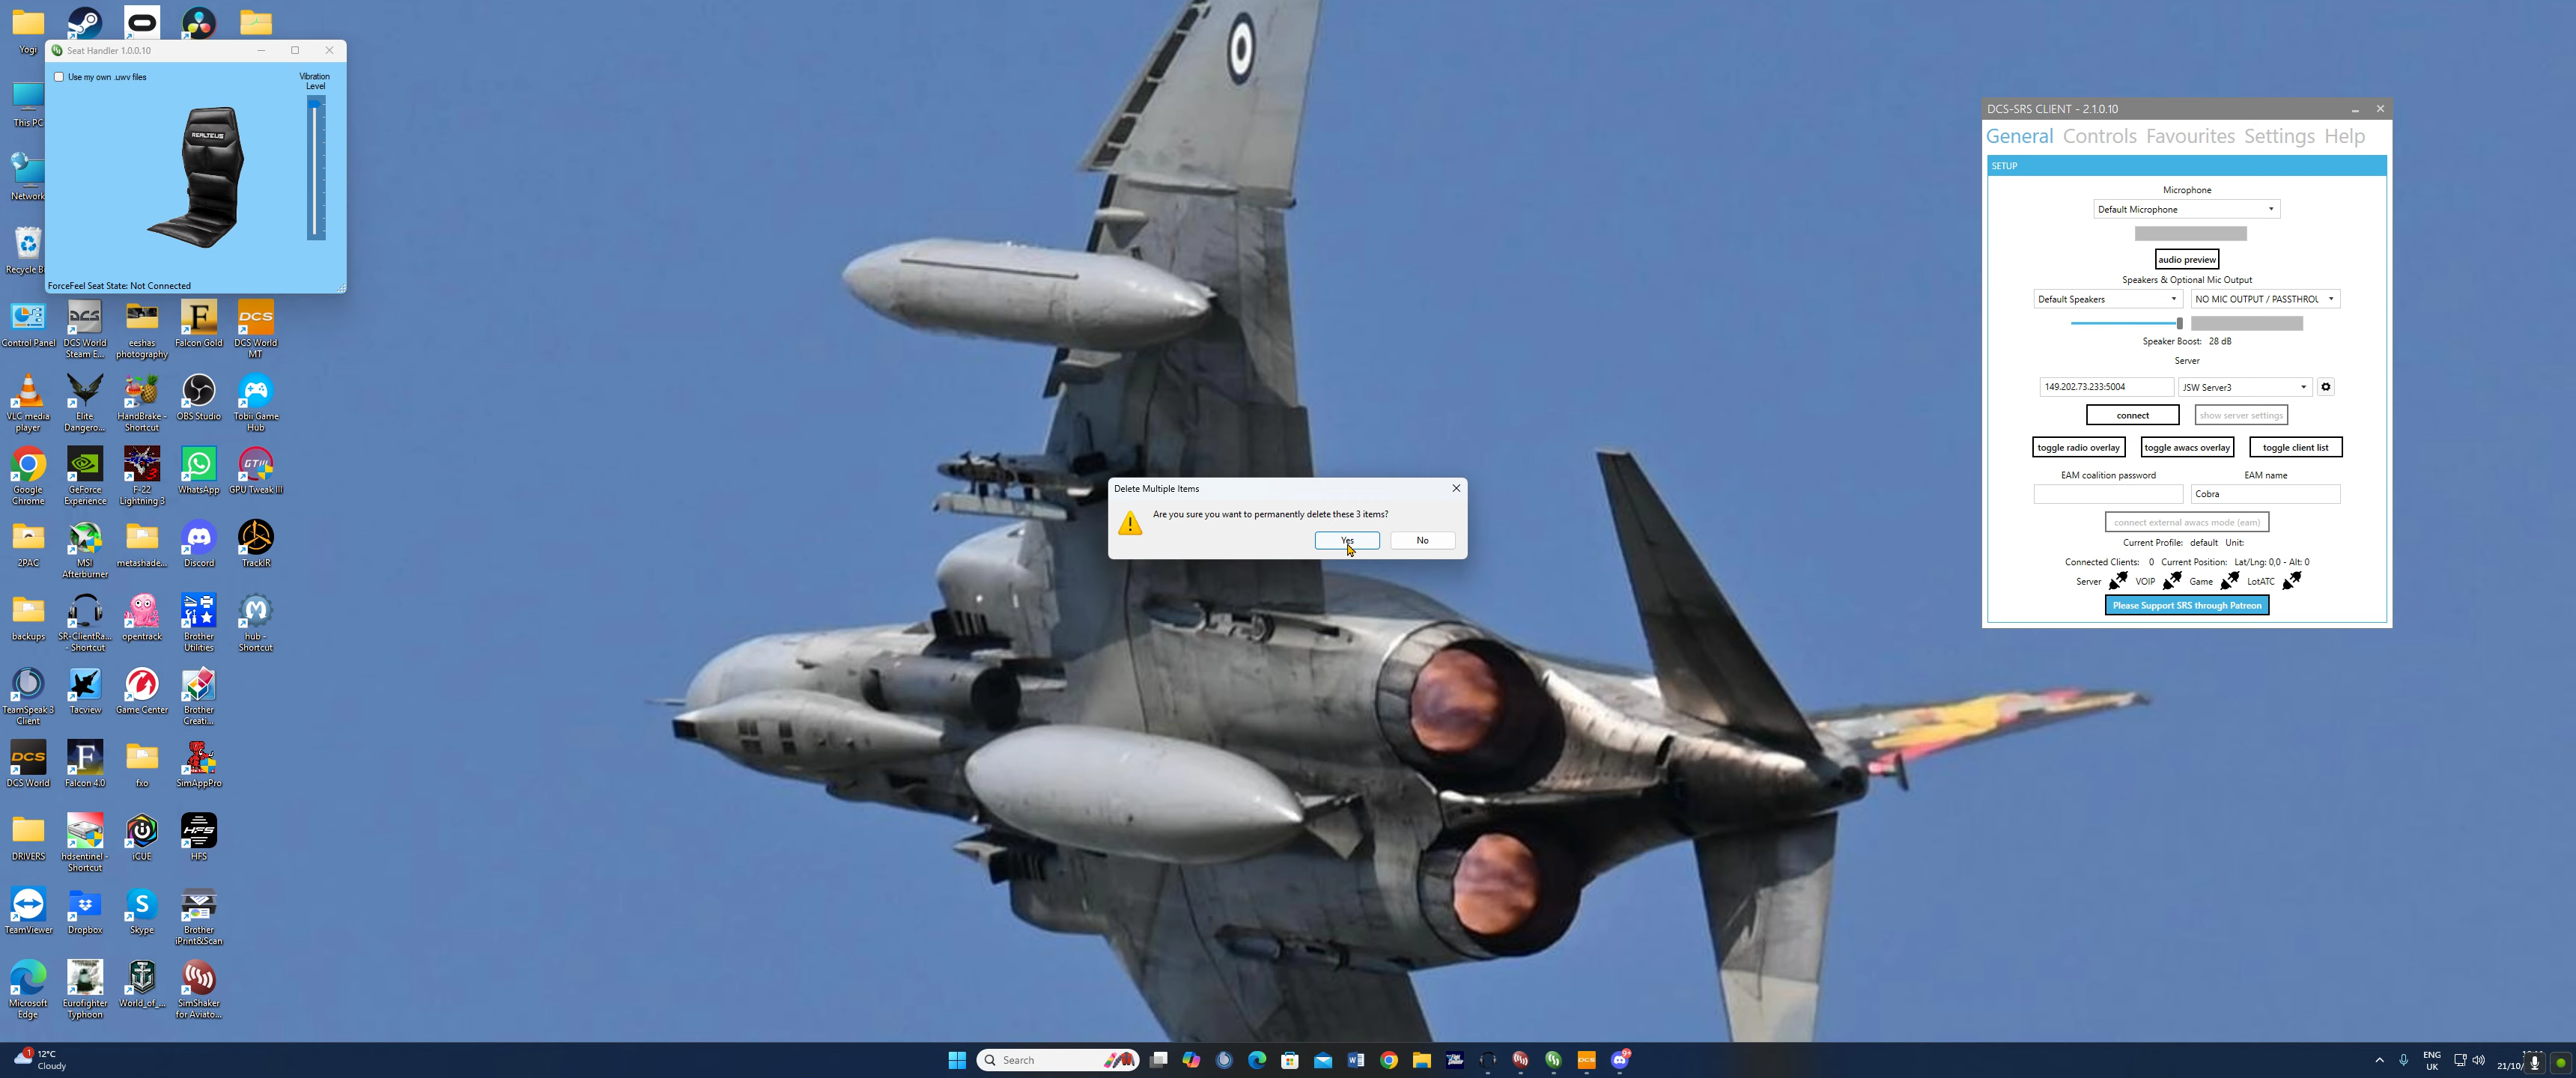 Yogi
Seat Handler 1.0.0.10
Use my own .uwv files
Vibration
Level
REALTEUS
ForceFeel Seat State: Not Connected
This PC
Network
Recycle B
Control Panel
DCS World
Steam E...
eeshas
photography
Falcon Gold
DCS World
MT
VLC media
player
Elite
Dangero...
HandBrake -
Shortcut
OBS Studio
Tobii Game
Hub
Google
Chrome
GeForce
Experience
F-22
Lightning 3
WhatsApp
GPU Tweak III
2PAC
MSI
Afterburner
metashade...
Discord
TrackIR
backups
SR-ClientRa...
- Shortcut
opentrack
Brother
Utilities
hub -
Shortcut
TeamSpeak 3
Client
Tacview
Game Center
Brother
Creati...
DCS World
Falcon 4.0
fxo
SimAppPro
DRIVERS
hdsentinel -
Shortcut
iCUE
HFS
TeamViewer
Dropbox
Skype
Brother
iPrint&Scan
Microsoft
Edge
Eurofighter
Typhoon
World_of_...
SimShaker
for Aviato...
Delete Multiple Items
Are you sure you want to permanently delete these 3 items?
Yes
No
DCS-SRS CLIENT - 2.1.0.10
General Controls Favourites Settings Help
SETUP
Microphone
Default Microphone
audio preview
Speakers & Optional Mic Output
Default Speakers
NO MIC OUTPUT / PASSTHROU
Speaker Boost: 28 dB
Server
149.202.73.233:5004
JSW Server3
connect
show server settings
toggle radio overlay
toggle awacs overlay
toggle client list
EAM coalition password
EAM name
Cobra
connect external awacs mode (eam)
Current Profile: default Unit:
Connected Clients: 0 Current Position: Lat/Lng: 0,0 - Alt: 0
Server VOIP Game LotATC
Please Support SRS through Patreon
1
12°C
Cloudy
Search
ENG
UK
21/10/